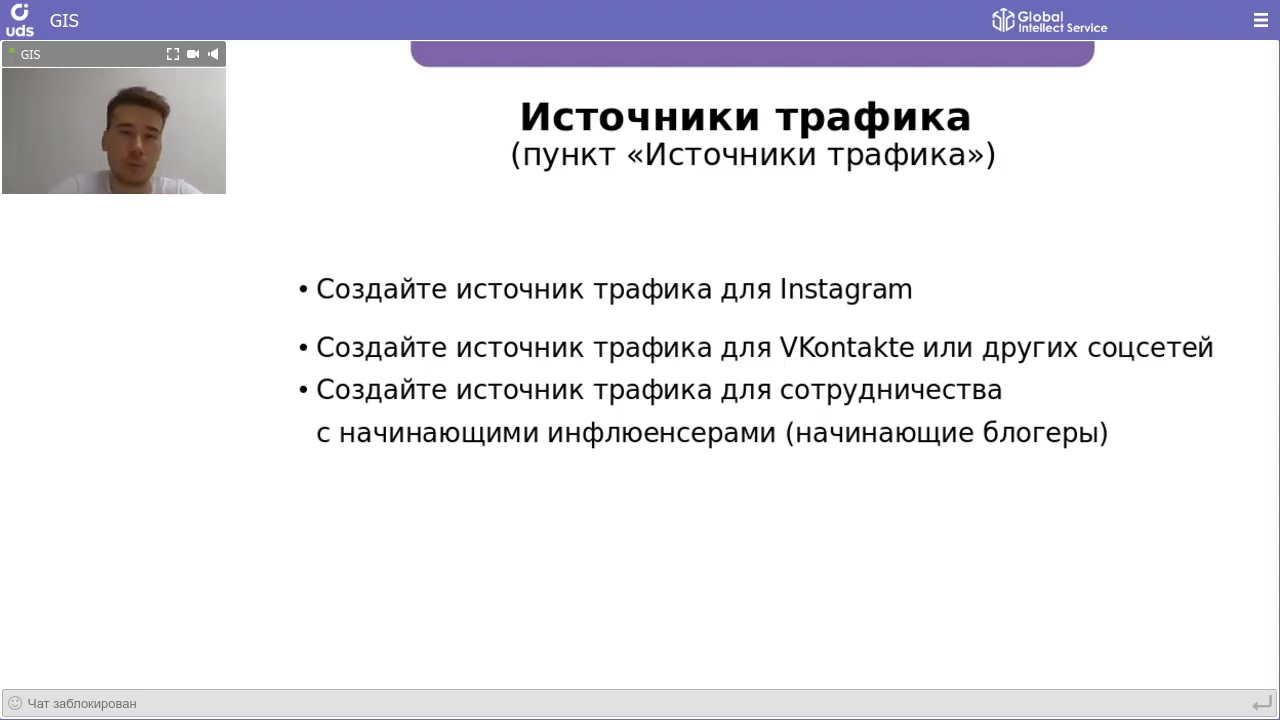 uds
GIS
Global
Intellect Service
GIS
Источники трафика
(пункт «Источники трафика»)
• Создайте источник трафика для Instagram
• Создайте источник трафика для VKontakte или других соцсетей
• Создайте источник трафика для сотрудничества
с начинающими инфлюенсерами (начинающие блогеры)
Чат заблокирован